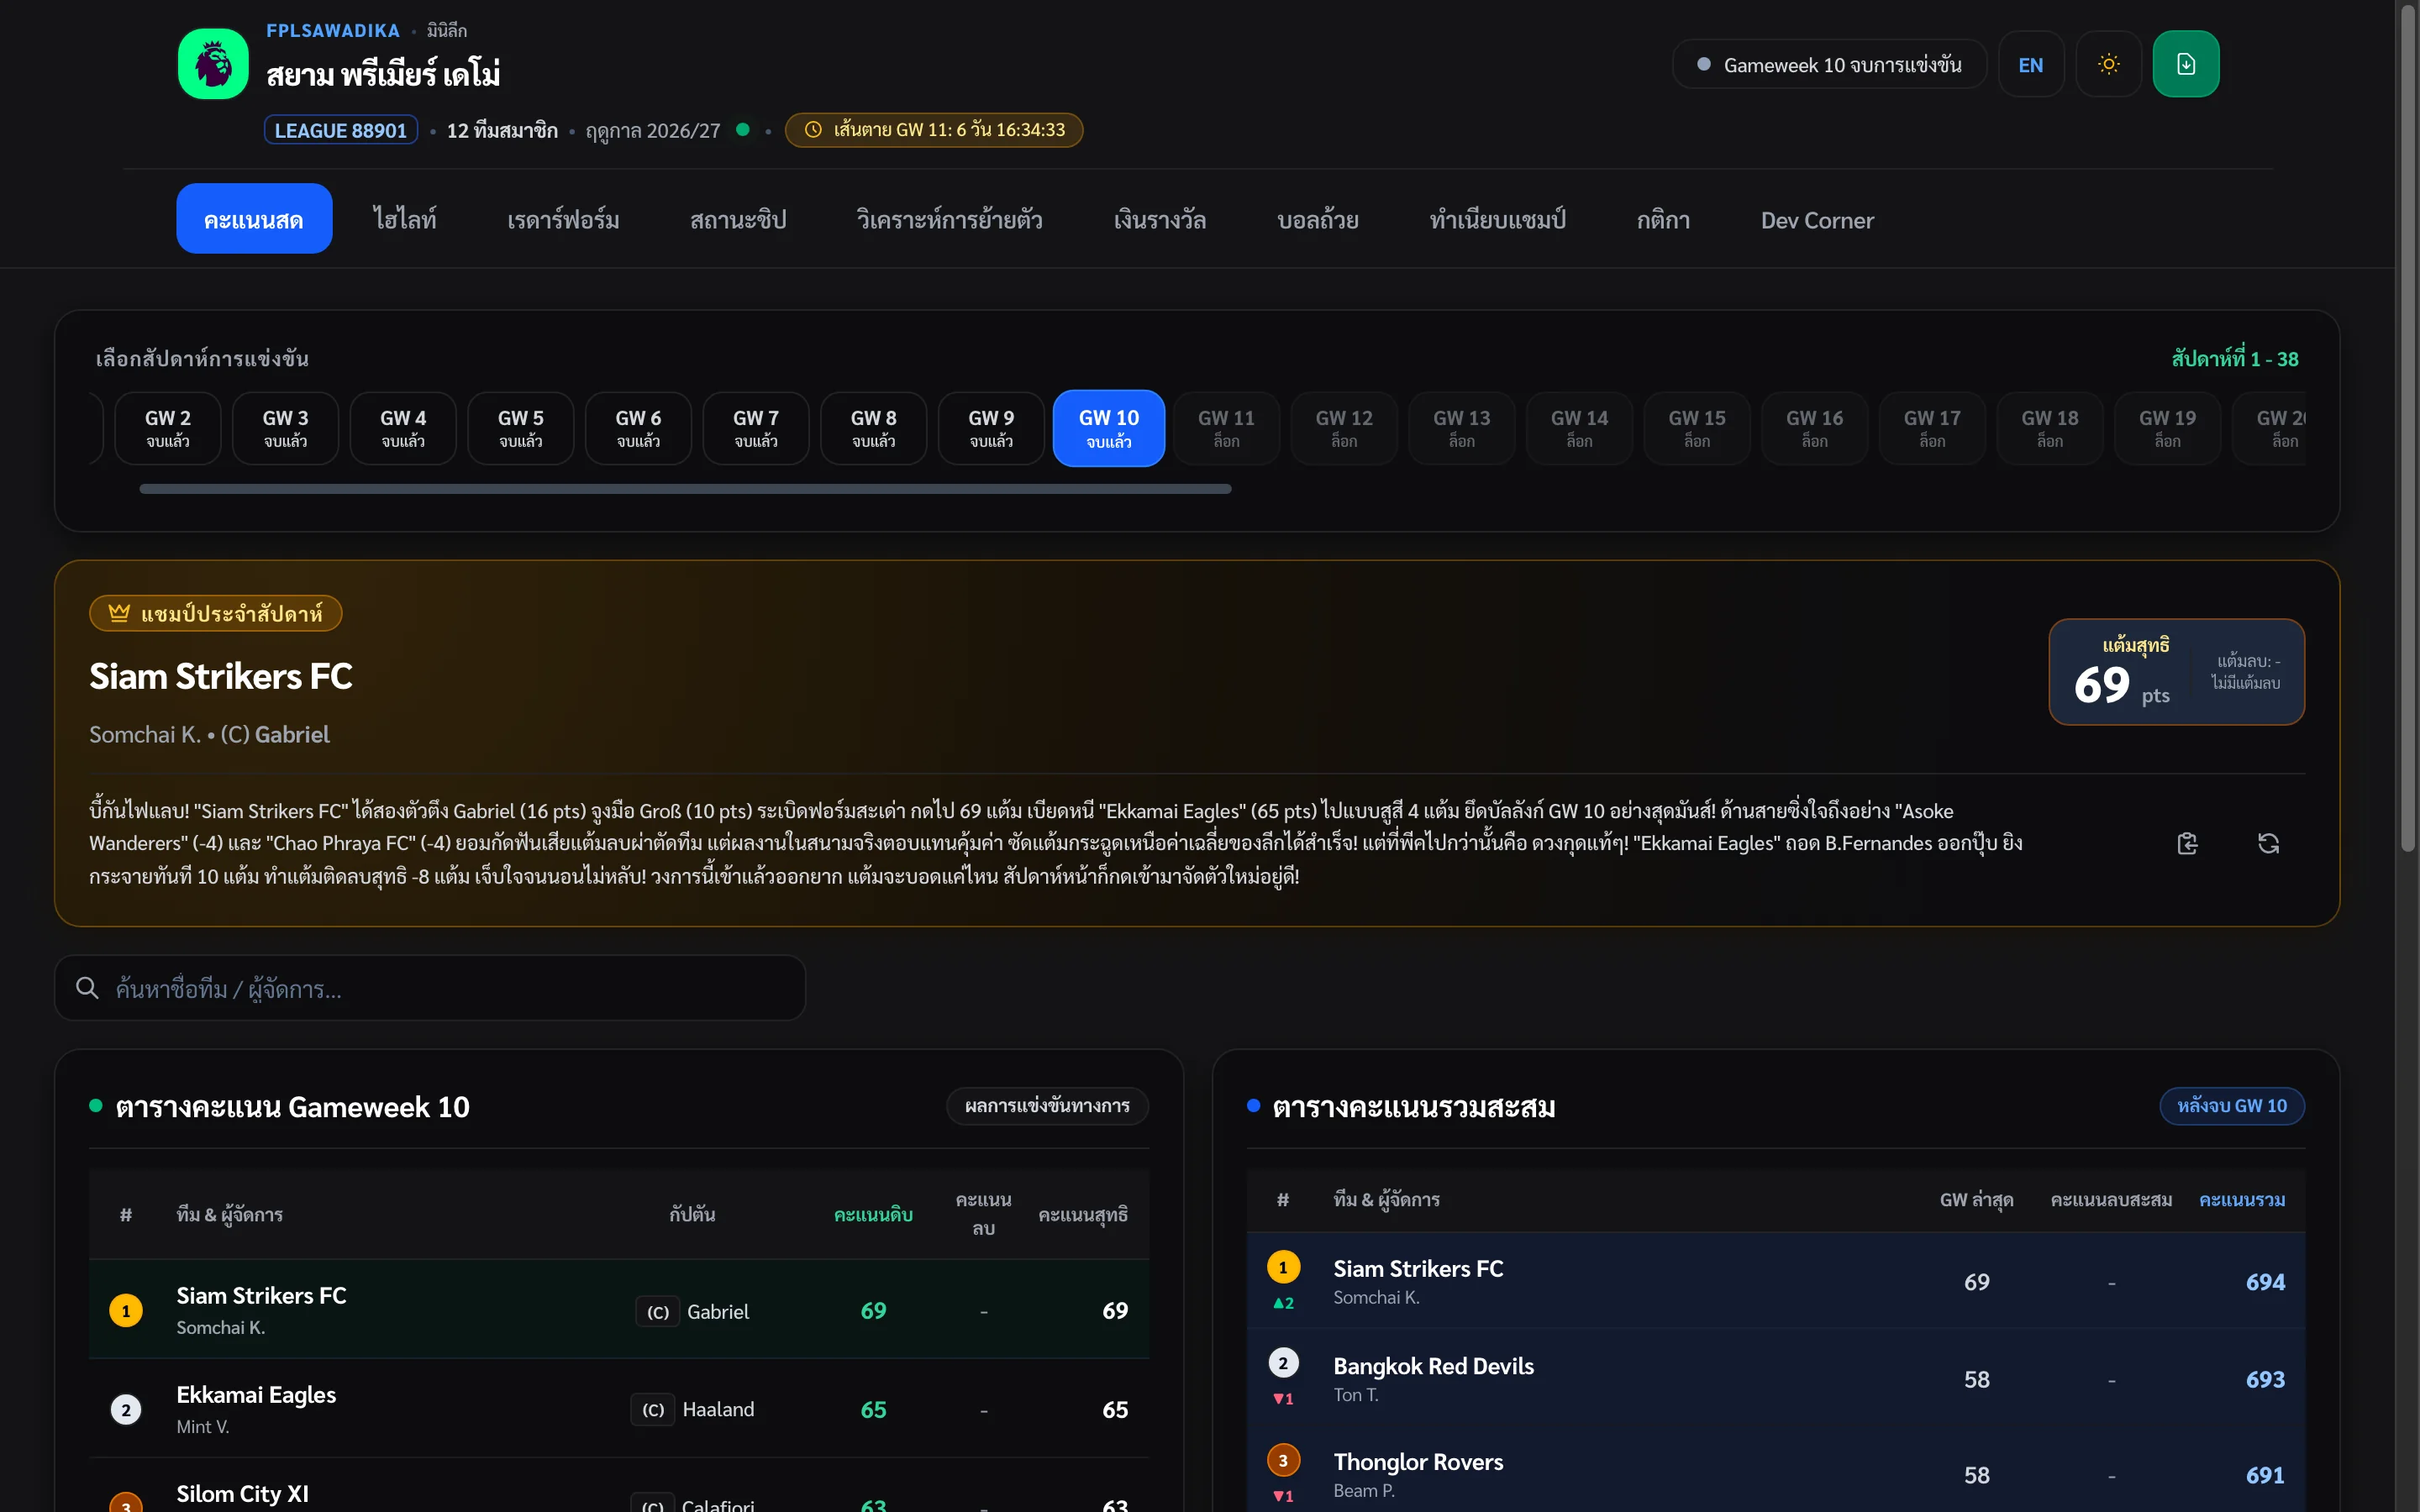 FPLSAWADIKA • มินิลีก
สยาม พรีเมียร์ เดโม่
Gameweek 10 จบการแข่งขัน
EN
LEAGUE 88901 • 12 ทีมสมาชิก • ฤดูกาล 2026/27 • เส้นตาย GW 11: 6 วัน 16:34:33
คะแนนสด ไฮไลท์ เรดาร์ฟอร์ม สถานะชิป วิเคราะห์การย้ายตัว เงินรางวัล บอลถ้วย ทำเนียบแชมป์ กติกา Dev Corner
เลือกสัปดาห์การแข่งขัน สัปดาห์ที่ 1 - 38
GW 2 GW 3 GW 4 GW 5 GW 6 GW 7 GW 8 GW 9 GW 10 GW 11 GW 12 GW 13 GW 14 GW 15 GW 16 GW 17 GW 18 GW 19
จบแล้ว จบแล้ว จบแล้ว จบแล้ว จบแล้ว จบแล้ว จบแล้ว จบแล้ว จบแล้ว ล็อก ล็อก ล็อก ล็อก ล็อก ล็อก ล็อก ล็อก ล็อก ล็อก
แชมป์ประจำสัปดาห์
Siam Strikers FC
Somchai K. • (C) Gabriel
แต้มสุทธิ
69 pts
แต้มลบ: -
ไม่มีแต้มลบ
บี้กันไฟแลบ! "Siam Strikers FC" ได้สองตัวตึง Gabriel (16 pts) จูงมือ Groß (10 pts) ระเบิดฟอร์มสะเด่า กดไป 69 แต้ม เบียดหนี "Ekkamai Eagles" (65 pts) ไปแบบสูสี 4 แต้ม ยึดบัลลังก์ GW 10 อย่างสุดมันส์! ด้านสายซิ่งใจถึงอย่าง "Asoke
Wanderers" (-4) และ "Chao Phraya FC" (-4) ยอมกัดฟันเสียแต้มลบผ่าตัดทีม แต่ผลงานในสนามจริงตอบแทนคุ้มค่า ซัดแต้มกระฉูดเหนือค่าเฉลี่ยของลีกได้สำเร็จ! แต่ที่พีคไปกว่านั้นคือ ดวงกุดแท้ๆ! "Ekkamai Eagles" ถอด B.Fernandes ออกปุ๊บ ยิง
กระจายทันที 10 แต้ม ทำแต้มติดลบสุทธิ -8 แต้ม เจ็บใจจนนอนไม่หลับ! วงการนี้เข้าแล้วออกยาก แต้มจะบอดแค่ไหน สัปดาห์หน้าก็กดเข้ามาจัดตัวใหม่อยู่ดี!
ค้นหาชื่อทีม / ผู้จัดการ...
ตารางคะแนน Gameweek 10 ผลการแข่งขันทางการ
# ทีม & ผู้จัดการ กัปตัน คะแนนดิบ คะแนนลบ คะแนนสุทธิ
1 Siam Strikers FC (C) Gabriel 69 - 69
Somchai K.
2 Ekkamai Eagles (C) Haaland 65 - 65
Mint V.
3 Silom City XI (C) Calafiori 63 - 63
ตารางคะแนนรวมสะสม หลังจบ GW 10
# ทีม & ผู้จัดการ GW ล่าสุด คะแนนลบสะสม คะแนนรวม
1 Siam Strikers FC 69 - 694
▲2 Somchai K.
2 Bangkok Red Devils 58 - 693
▼1 Ton T.
3 Thonglor Rovers 58 - 691
▼1 Beam P.